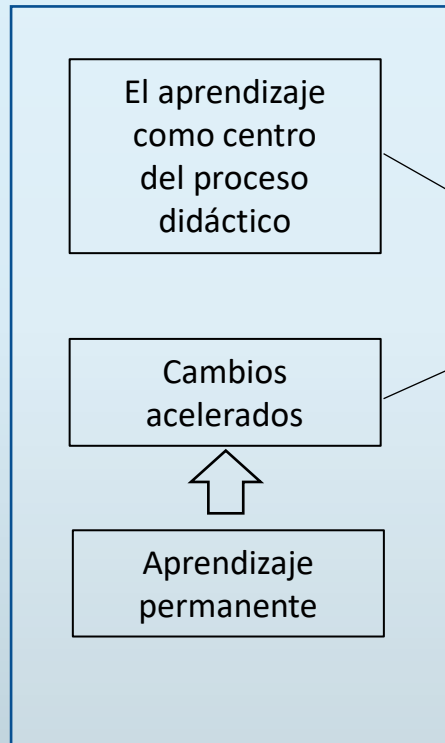 El aprendizaje
como centro
del proceso
didáctico
Cambios
acelerados
Aprendizaje
permanente